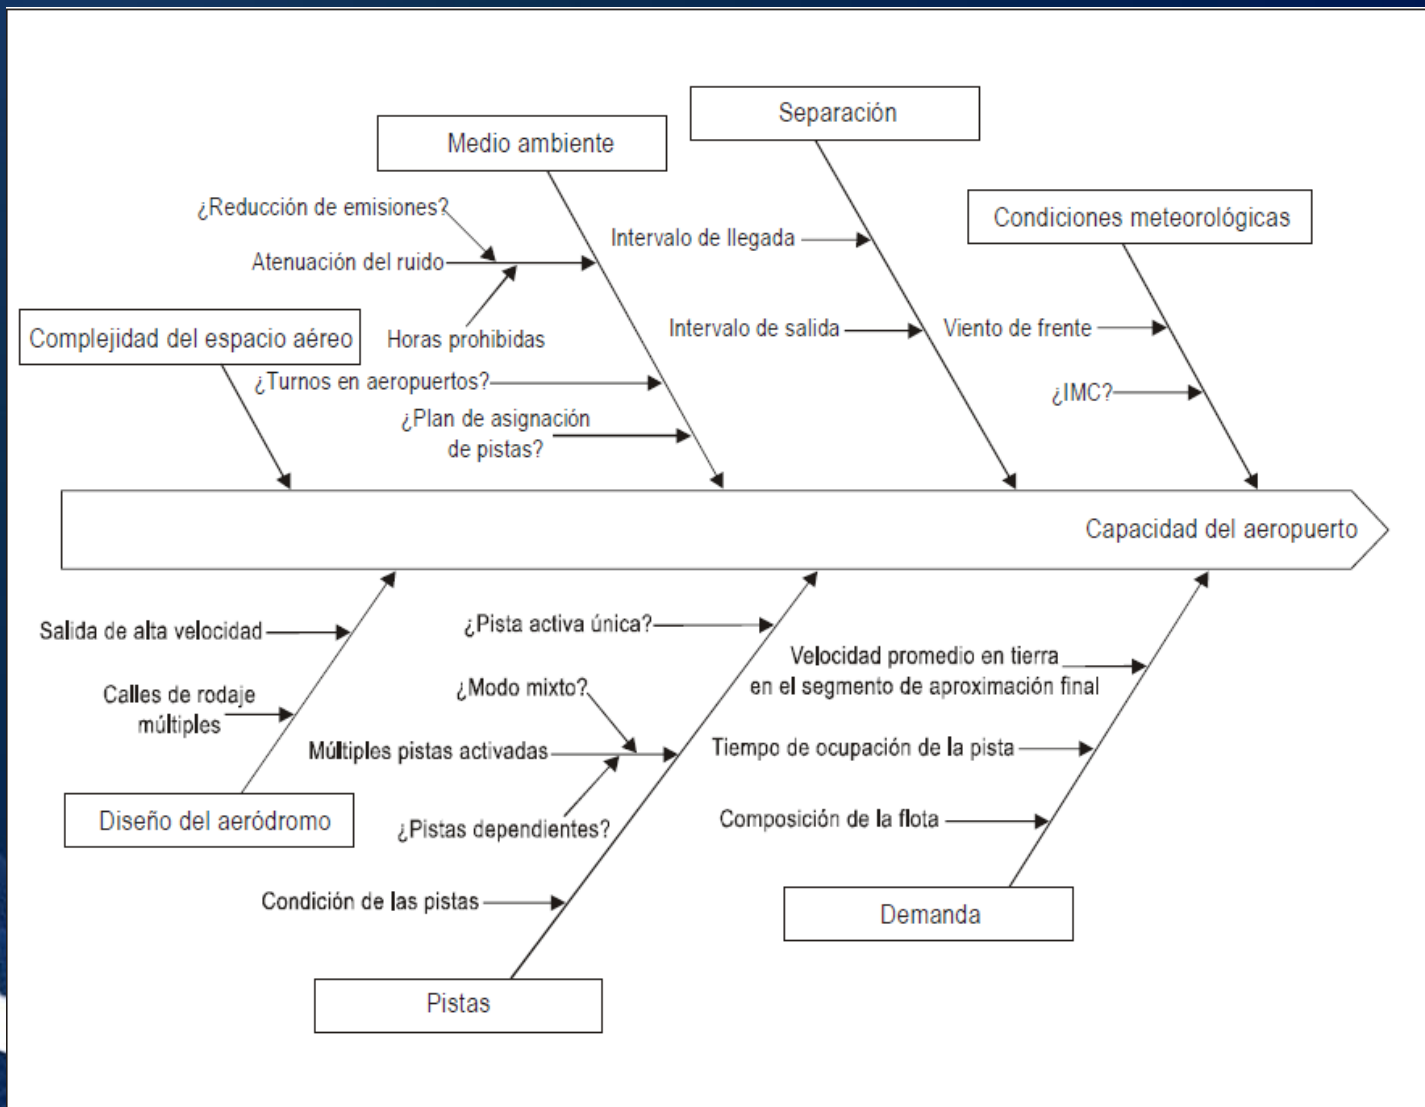 Separación
Medio ambiente
¿Reducción de emisiones?
Condiciones meteorológicas
Intervalo de llegada
Atenuación del ruido
Complejidad del espacio aéreo
Horas prohibidas
Intervalo de salida
Viento de frente
¿Turnos en aeropuertos?
¿IMC?
¿Plan de asignación
de pistas?
Capacidad del aeropuerto
Salida de alta velocidad
¿Pista activa única?
Velocidad promedio en tierra
en el segmento de aproximación final
¿Modo mixto?
Calles de rodaje
múltiples
Múltiples pistas activadas
Tiempo de ocupación de la pista
Diseño del aeródromo
¿Pistas dependientes?
Composición de la flota
Condición de las pistas
Demanda
Pistas